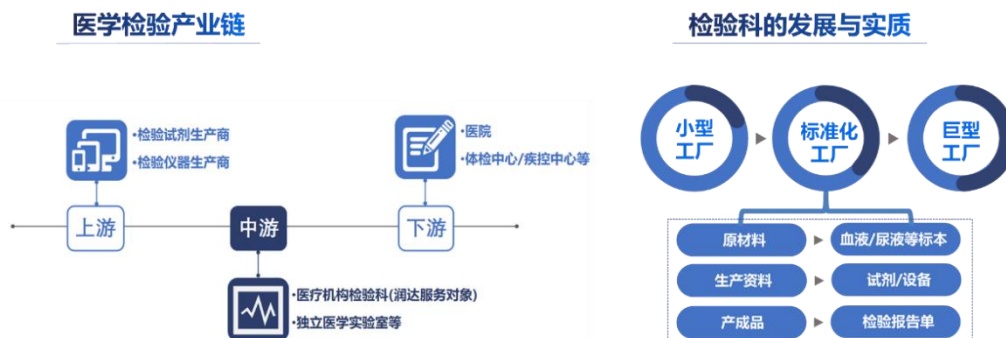 医学检验产业链
·检验试剂生产商
·检验仪器生产商
·医院
·体检中心/疾控中心等
上游
中游
下游
·医疗机构检验科(润达服务对象)
·独立医学实验室等
检验科的发展与实质
小型
工厂
标准化
工厂
巨型
工厂
原材料
血液/尿液等标本
生产资料
试剂/设备
产成品
检验报告单